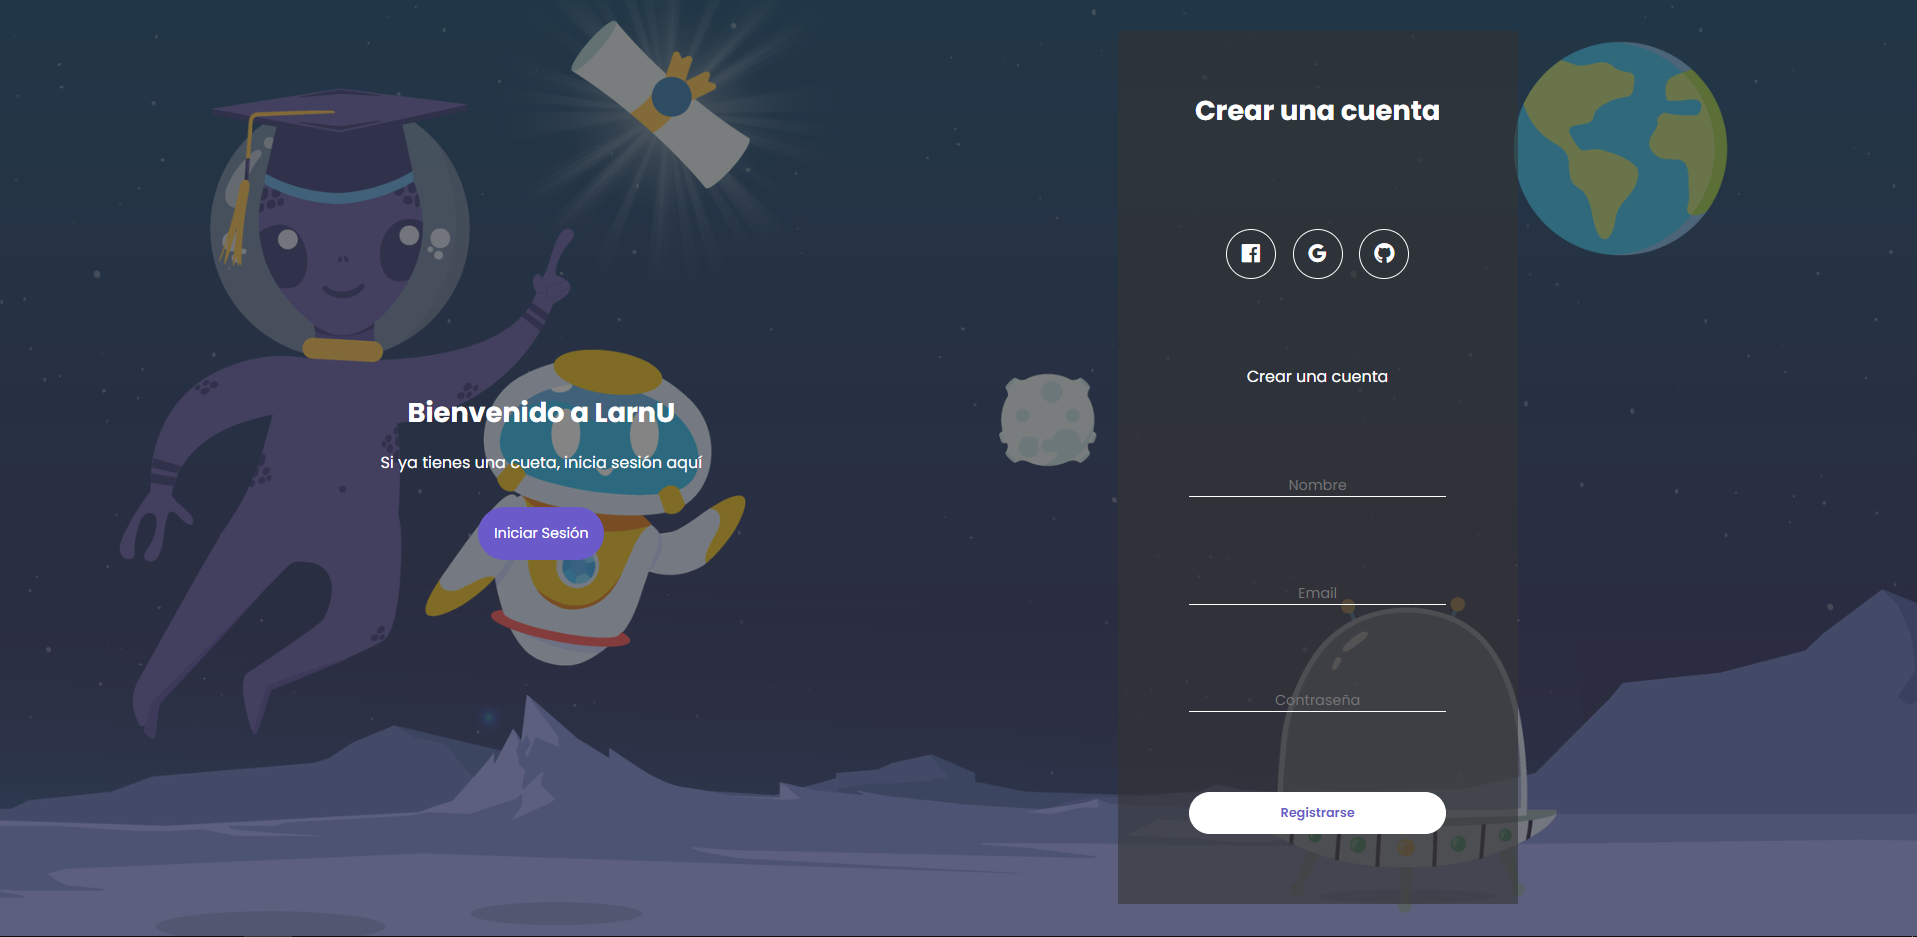 Bienvenido a LarnU
Si ya tienes una cueta, inicia sesión aquí
Iniciar Sesión
Crear una cuenta
Crear una cuenta
Nombre
Email
Contraseña
Registrarse